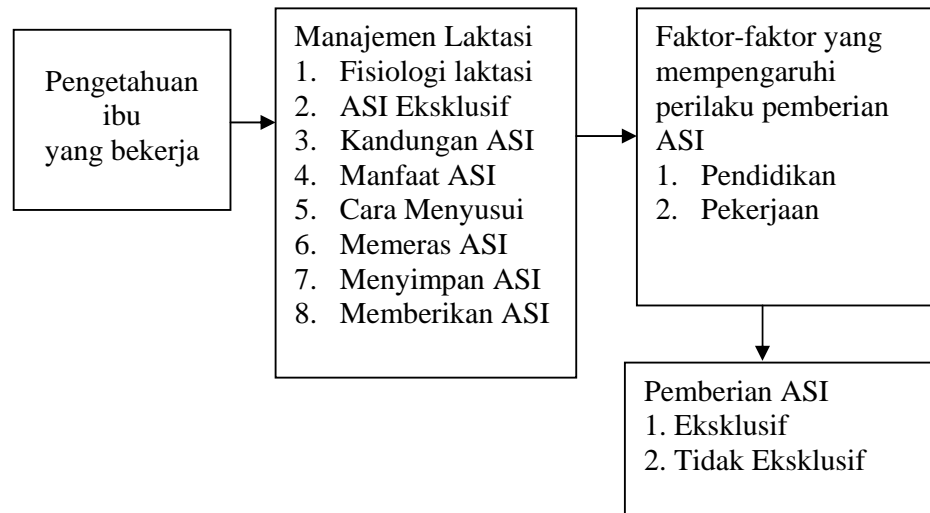 Pengetahuan
ibu
yang bekerja
Manajemen Laktasi
1. Fisiologi laktasi
2. ASI Eksklusif
3. Kandungan ASI
4. Manfaat ASI
5. Cara Menyusui
6. Memeras ASI
7. Menyimpan ASI
8. Memberikan ASI
Faktor-faktor yang
mempengaruhi
perilaku pemberian
ASI
1. Pendidikan
2. Pekerjaan
Pemberian ASI
1. Eksklusif
2. Tidak Eksklusif